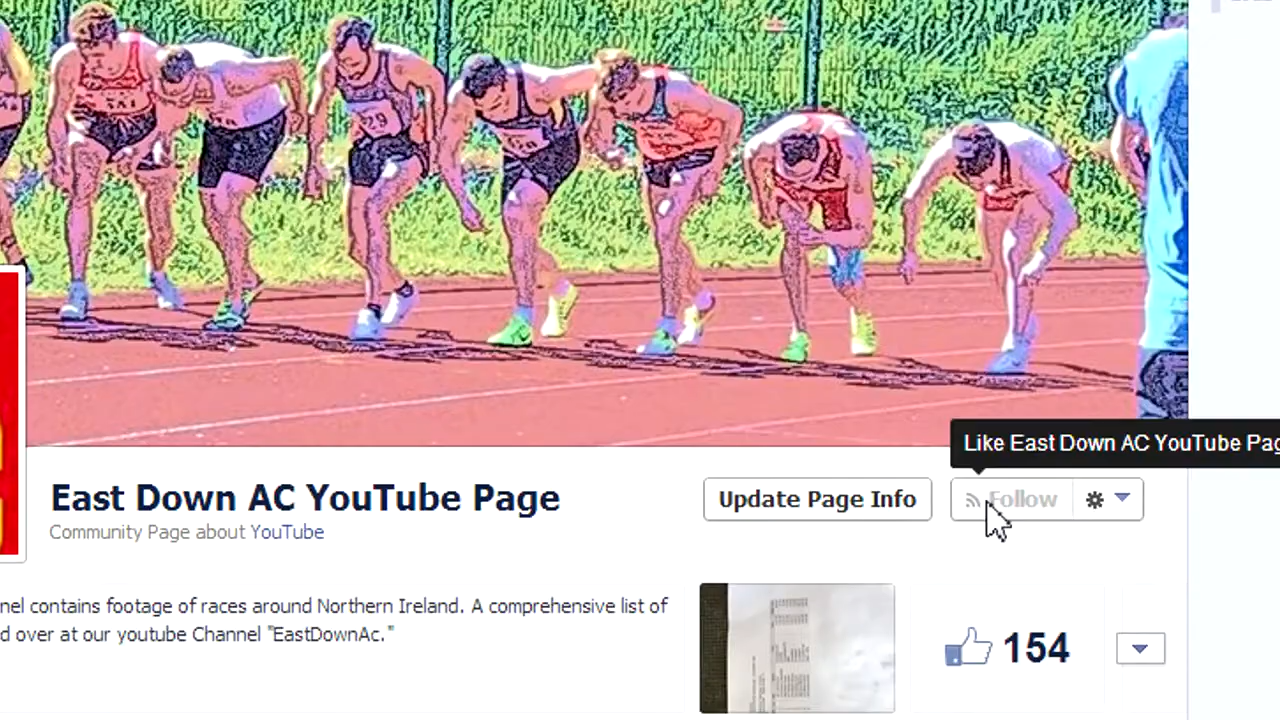 Like East Down AC YouTube Pag
East Down AC YouTube Page
Update Page Info
Follow
Community Page about YouTube
nel contains footage of races around Northern Ireland. A comprehensive list of
d over at our youtube Channel "EastDownAc."
154